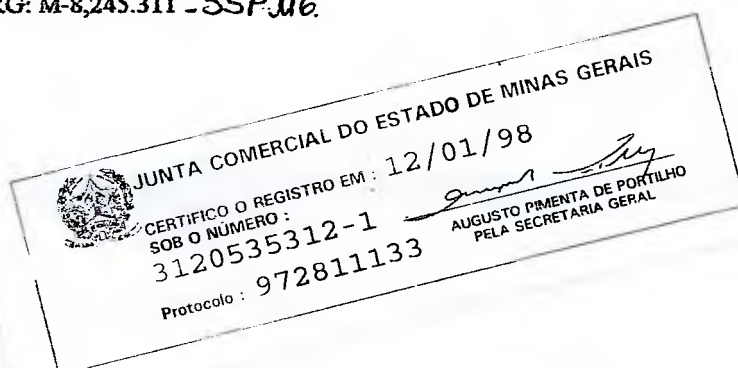 RG: M-8,245.311 - SSP.MG.
JUNTA COMERCIAL DO ESTADO DE MINAS GERAIS
CERTIFICO O REGISTRO EM : 12/01/98
SOB O NÚMERO :
3120535312-1
Protocolo : 972811133
AUGUSTO PIMENTA DE PORTILHO
PELA SECRETARIA GERAL